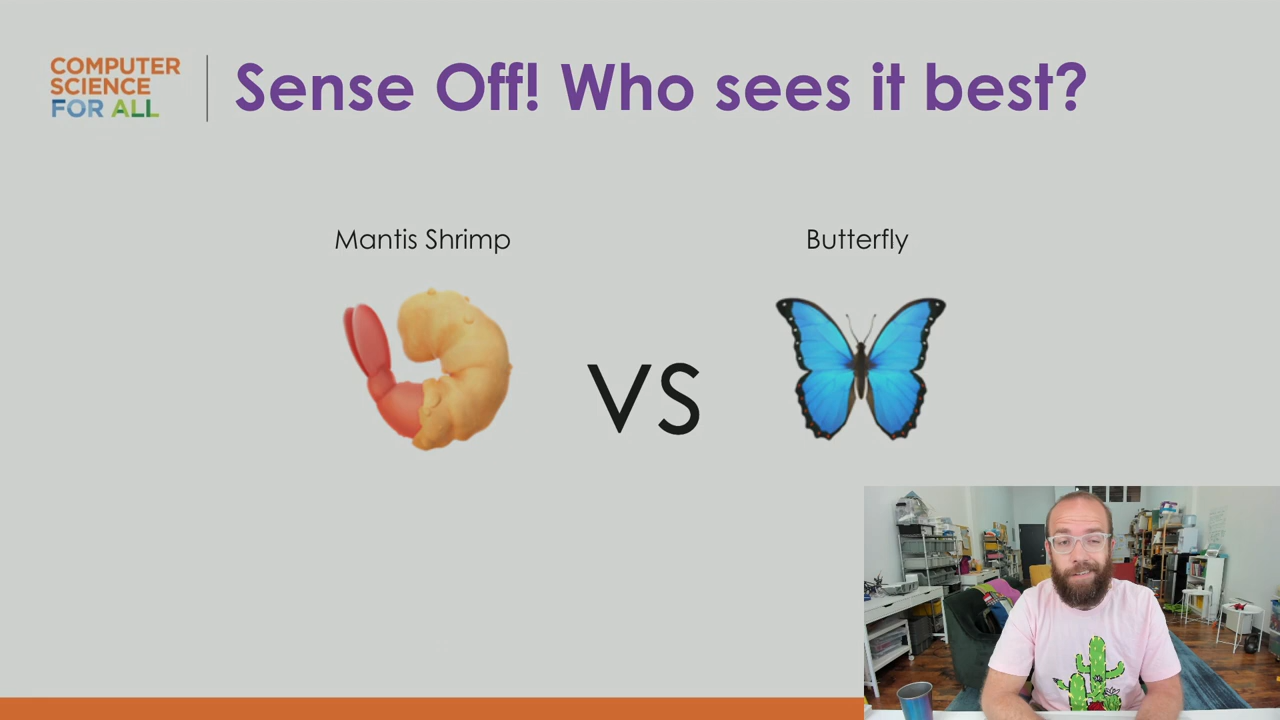 COMPUTER
SCIENCE
FOR ALL
Sense Off! Who sees it best?
Mantis Shrimp
Butterfly
VS